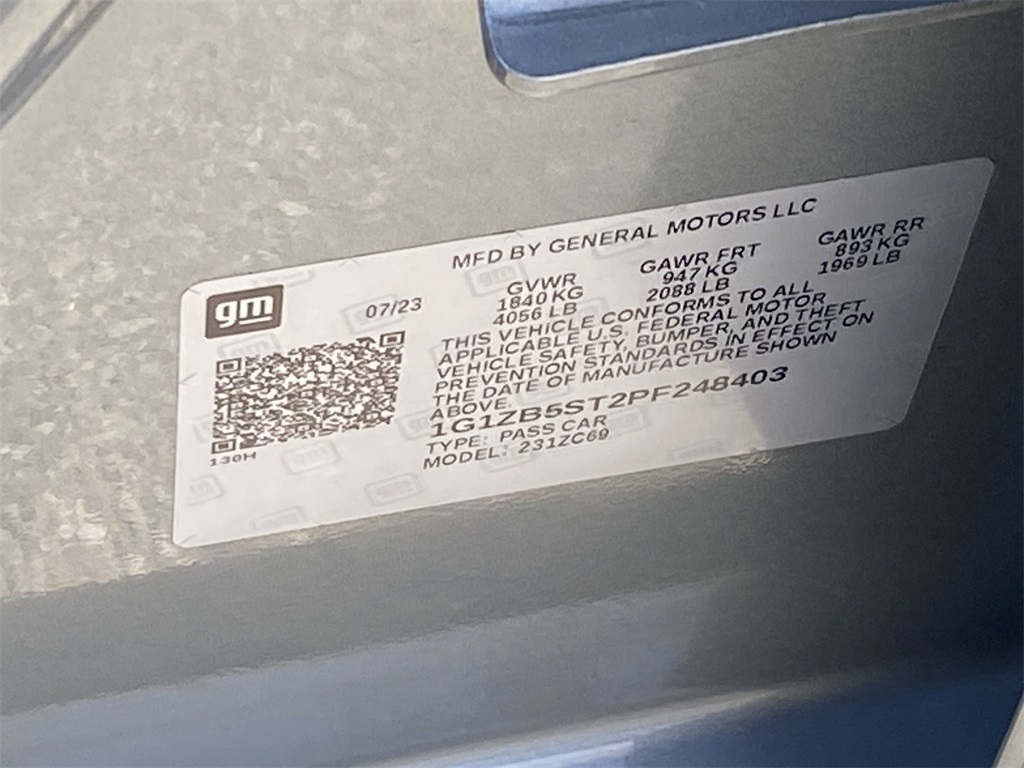 MFD BY GENERAL MOTORS LLC
gm
07/23
GVWR GAWR FRT GAWR RR
1840 KG 947 KG 893 KG
4056 LB 2088 LB 1969 LB
THIS VEHICLE CONFORMS TO ALL
APPLICABLE U.S. FEDERAL MOTOR
VEHICLE SAFETY, BUMPER, AND THEFT
PREVENTION STANDARDS IN EFFECT ON
THE DATE OF MANUFACTURE SHOWN
ABOVE.
1G1ZB5ST2PF248403
TYPE: PASS CAR
MODEL: 231ZC69
130H